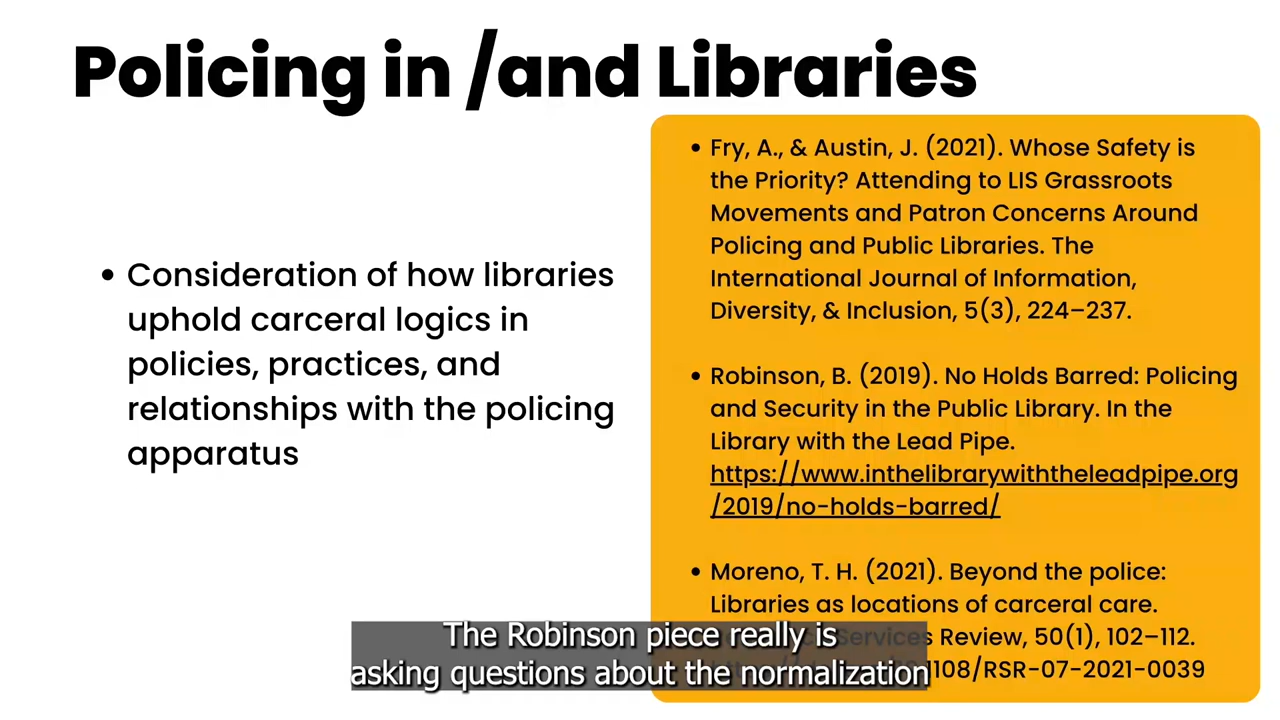 Policing in /and Libraries
• Consideration of how libraries
uphold carceral logics in
policies, practices, and
relationships with the policing
apparatus
• Fry, A., & Austin, J. (2021). Whose Safety is
the Priority? Attending to LIS Grassroots
Movements and Patron Concerns Around
Policing and Public Libraries. The
International Journal of Information,
Diversity, & Inclusion, 5(3), 224–237.
• Robinson, B. (2019). No Holds Barred: Policing
and Security in the Public Library. In the
Library with the Lead Pipe.
https://www.inthelibrarywiththeleadpipe.org
/2019/no-holds-barred/
• Moreno, T. H. (2021). Beyond the police:
Libraries as locations of carceral care.
Services Review, 50(1), 102–112.
1108/RSR-07-2021-0039
The Robinson piece really is
asking questions about the normalization